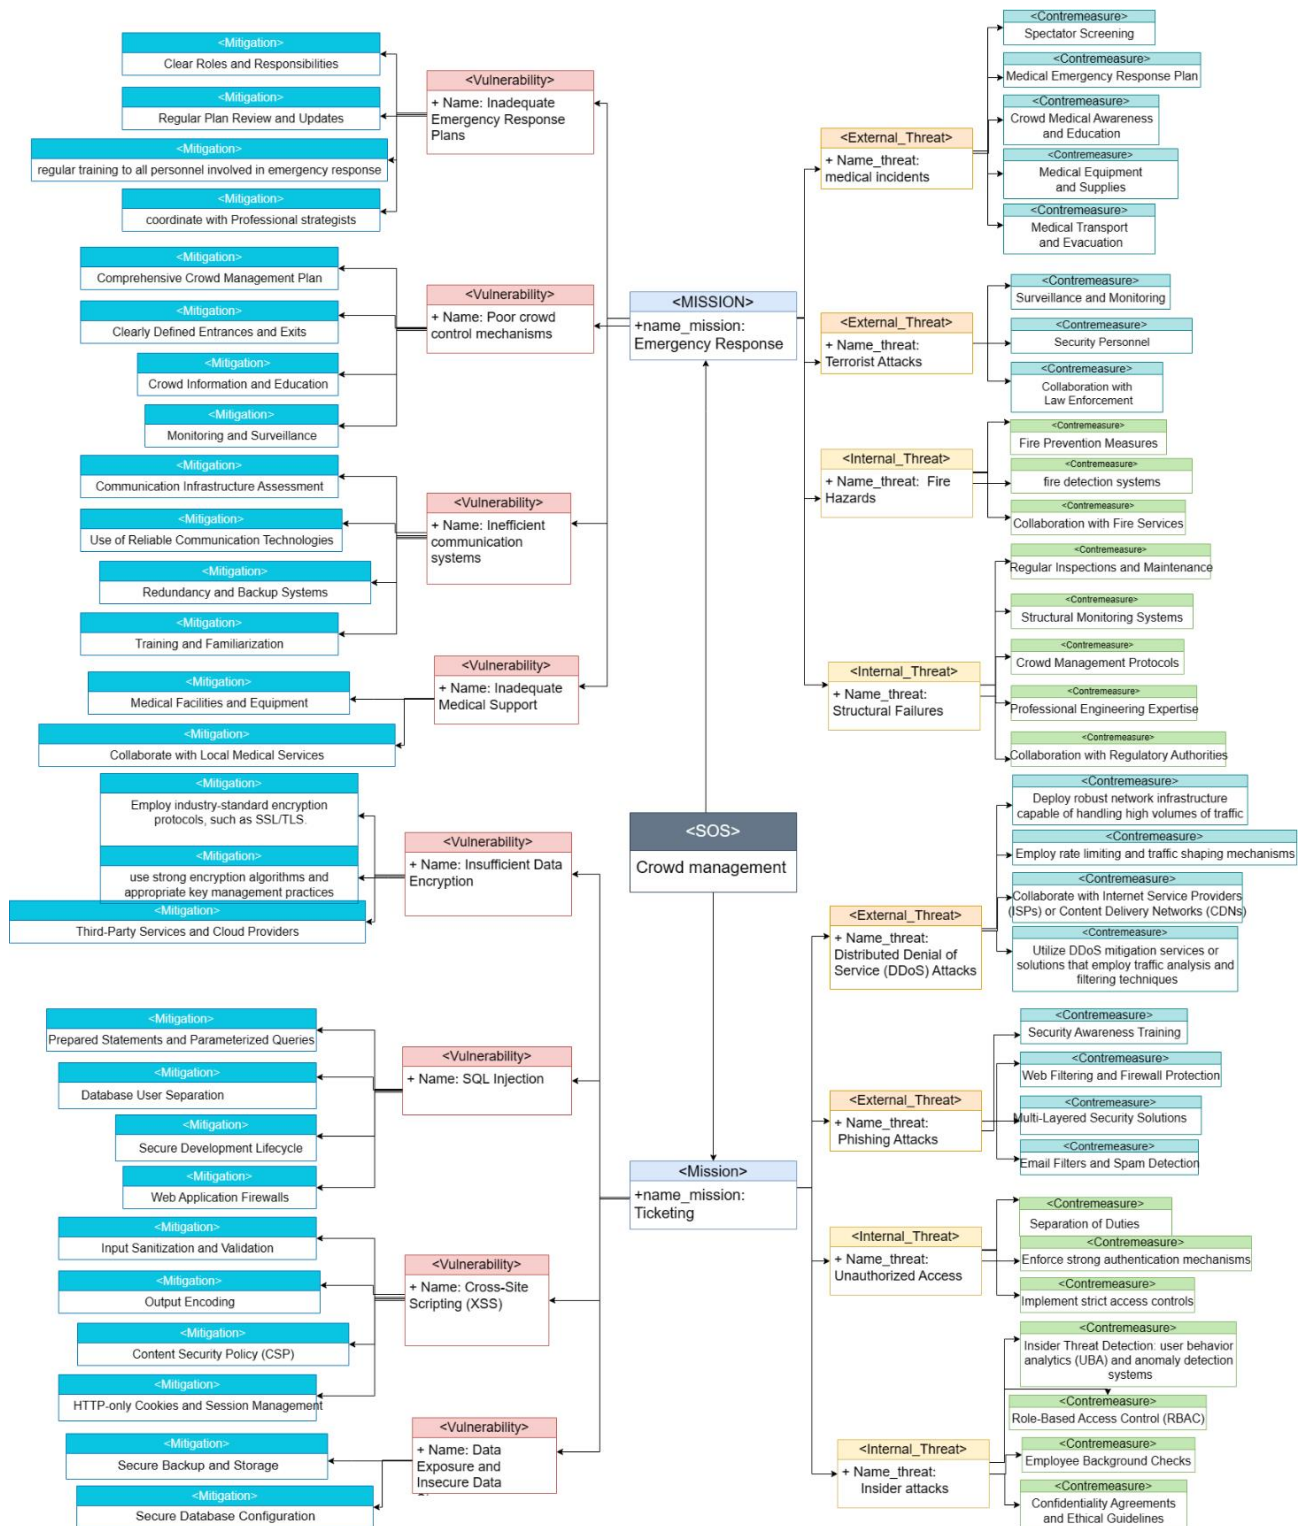 <Mitigation>
Clear Roles and Responsibilities
<Mitigation>
Regular Plan Review and Updates
<Mitigation>
regular training to all personnel involved in emergency response
<Mitigation>
coordinate with Professional strategists
<Vulnerability>
+ Name: Inadequate
Emergency Response
Plans
<Mitigation>
Comprehensive Crowd Management Plan
<Mitigation>
Clearly Defined Entrances and Exits
<Mitigation>
Crowd Information and Education
<Mitigation>
Monitoring and Surveillance
<Vulnerability>
+ Name: Poor crowd
control mechanisms
<Mitigation>
Communication Infrastructure Assessment
<Mitigation>
Use of Reliable Communication Technologies
<Mitigation>
Redundancy and Backup Systems
<Mitigation>
Training and Familiarization
<Vulnerability>
+ Name: Inefficient
communication
systems
<Mitigation>
Medical Facilities and Equipment
<Mitigation>
Collaborate with Local Medical Services
<Vulnerability>
+ Name: Inadequate
Medical Support
<MISSION>
+name_mission:
Emergency Response
<External_Threat>
+ Name_threat:
medical incidents
<Contremeasure>
Spectator Screening
<Contremeasure>
Medical Emergency Response Plan
<Contremeasure>
Crowd Medical Awareness
and Education
<Contremeasure>
Medical Equipment
and Supplies
<Contremeasure>
Medical Transport
and Evacuation
<External_Threat>
+ Name_threat:
Terrorist Attacks
<Contremeasure>
Surveillance and Monitoring
<Contremeasure>
Security Personnel
<Contremeasure>
Collaboration with
Law Enforcement
<Internal_Threat>
+ Name_threat: Fire
Hazards
<Contremeasure>
Fire Prevention Measures
<Contremeasure>
fire detection systems
<Contremeasure>
Collaboration with Fire Services
<Internal_Threat>
+ Name_threat:
Structural Failures
<Contremeasure>
Regular Inspections and Maintenance
<Contremeasure>
Structural Monitoring Systems
<Contremeasure>
Crowd Management Protocols
<Contremeasure>
Professional Engineering Expertise
<Contremeasure>
Collaboration with Regulatory Authorities
<SOS>
Crowd management
<Mitigation>
Employ industry-standard encryption
protocols, such as SSL/TLS.
<Mitigation>
use strong encryption algorithms and
appropriate key management practices
<Mitigation>
Third-Party Services and Cloud Providers
<Vulnerability>
+ Name: Insufficient Data
Encryption
<Mitigation>
Prepared Statements and Parameterized Queries
<Mitigation>
Database User Separation
<Mitigation>
Secure Development Lifecycle
<Mitigation>
Web Application Firewalls
<Vulnerability>
+ Name: SQL Injection
<Mitigation>
Input Sanitization and Validation
<Mitigation>
Output Encoding
<Mitigation>
Content Security Policy (CSP)
<Mitigation>
HTTP-only Cookies and Session Management
<Vulnerability>
+ Name: Cross-Site
Scripting (XSS)
<Mitigation>
Secure Backup and Storage
<Mitigation>
Secure Database Configuration
<Vulnerability>
+ Name: Data
Exposure and
Insecure Data
<Mission>
+name_mission:
Ticketing
<External_Threat>
+ Name_threat:
Distributed Denial of
Service (DDoS) Attacks
<Contremeasure>
Deploy robust network infrastructure
capable of handling high volumes of traffic
<Contremeasure>
Employ rate limiting and traffic shaping mechanisms
<Contremeasure>
Collaborate with Internet Service Providers
(ISPs) or Content Delivery Networks (CDNs)
<Contremeasure>
Utilize DDoS mitigation services or
solutions that employ traffic analysis and
filtering techniques
<External_Threat>
+ Name_threat:
Phishing Attacks
<Contremeasure>
Security Awareness Training
<Contremeasure>
Web Filtering and Firewall Protection
<Contremeasure>
Multi-Layered Security Solutions
<Contremeasure>
Email Filters and Spam Detection
<Internal_Threat>
+ Name_threat:
Unauthorized Access
<Contremeasure>
Separation of Duties
<Contremeasure>
Enforce strong authentication mechanisms
<Contremeasure>
Implement strict access controls
<Internal_Threat>
+ Name_threat:
Insider attacks
<Contremeasure>
Insider Threat Detection: user behavior
analytics (UBA) and anomaly detection
systems
<Contremeasure>
Role-Based Access Control (RBAC)
<Contremeasure>
Employee Background Checks
<Contremeasure>
Confidentiality Agreements
and Ethical Guidelines